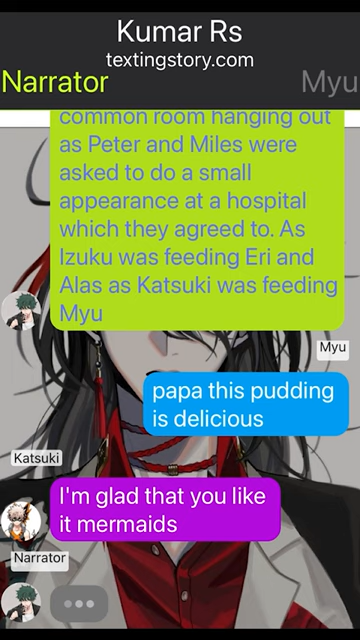 Kumar Rs
textingstory.com
Narrator
Myu
common room hanging out
as Peter and Miles were
asked to do a small
appearance at a hospital
which they agreed to. As
Izuku was feeding Eri and
Alas as Katsuki was feeding
Myu
Myu
papa this pudding
is delicious
Katsuki
I'm glad that you like
it mermaids
Narrator